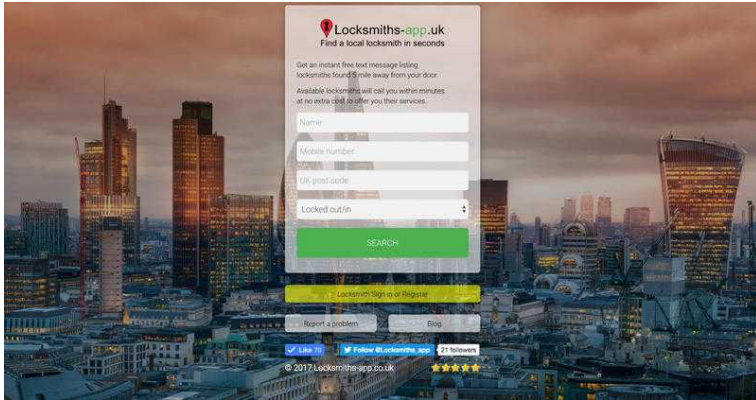 Locksmiths-app.uk
Find a local locksmith in seconds
Get an instant free text message listing
locksmiths found 5 mile away from your door.
Available locksmiths will call you within minutes
at no extra cost to offer you their services.
Name
Mobile number
UK post code
Locked out/in
SEARCH
Locksmith Sign in or Register
Report a problem
Blog
Like
Follow @Locksmiths_app
21 followers
© 2017 Locksmiths-app.co.uk